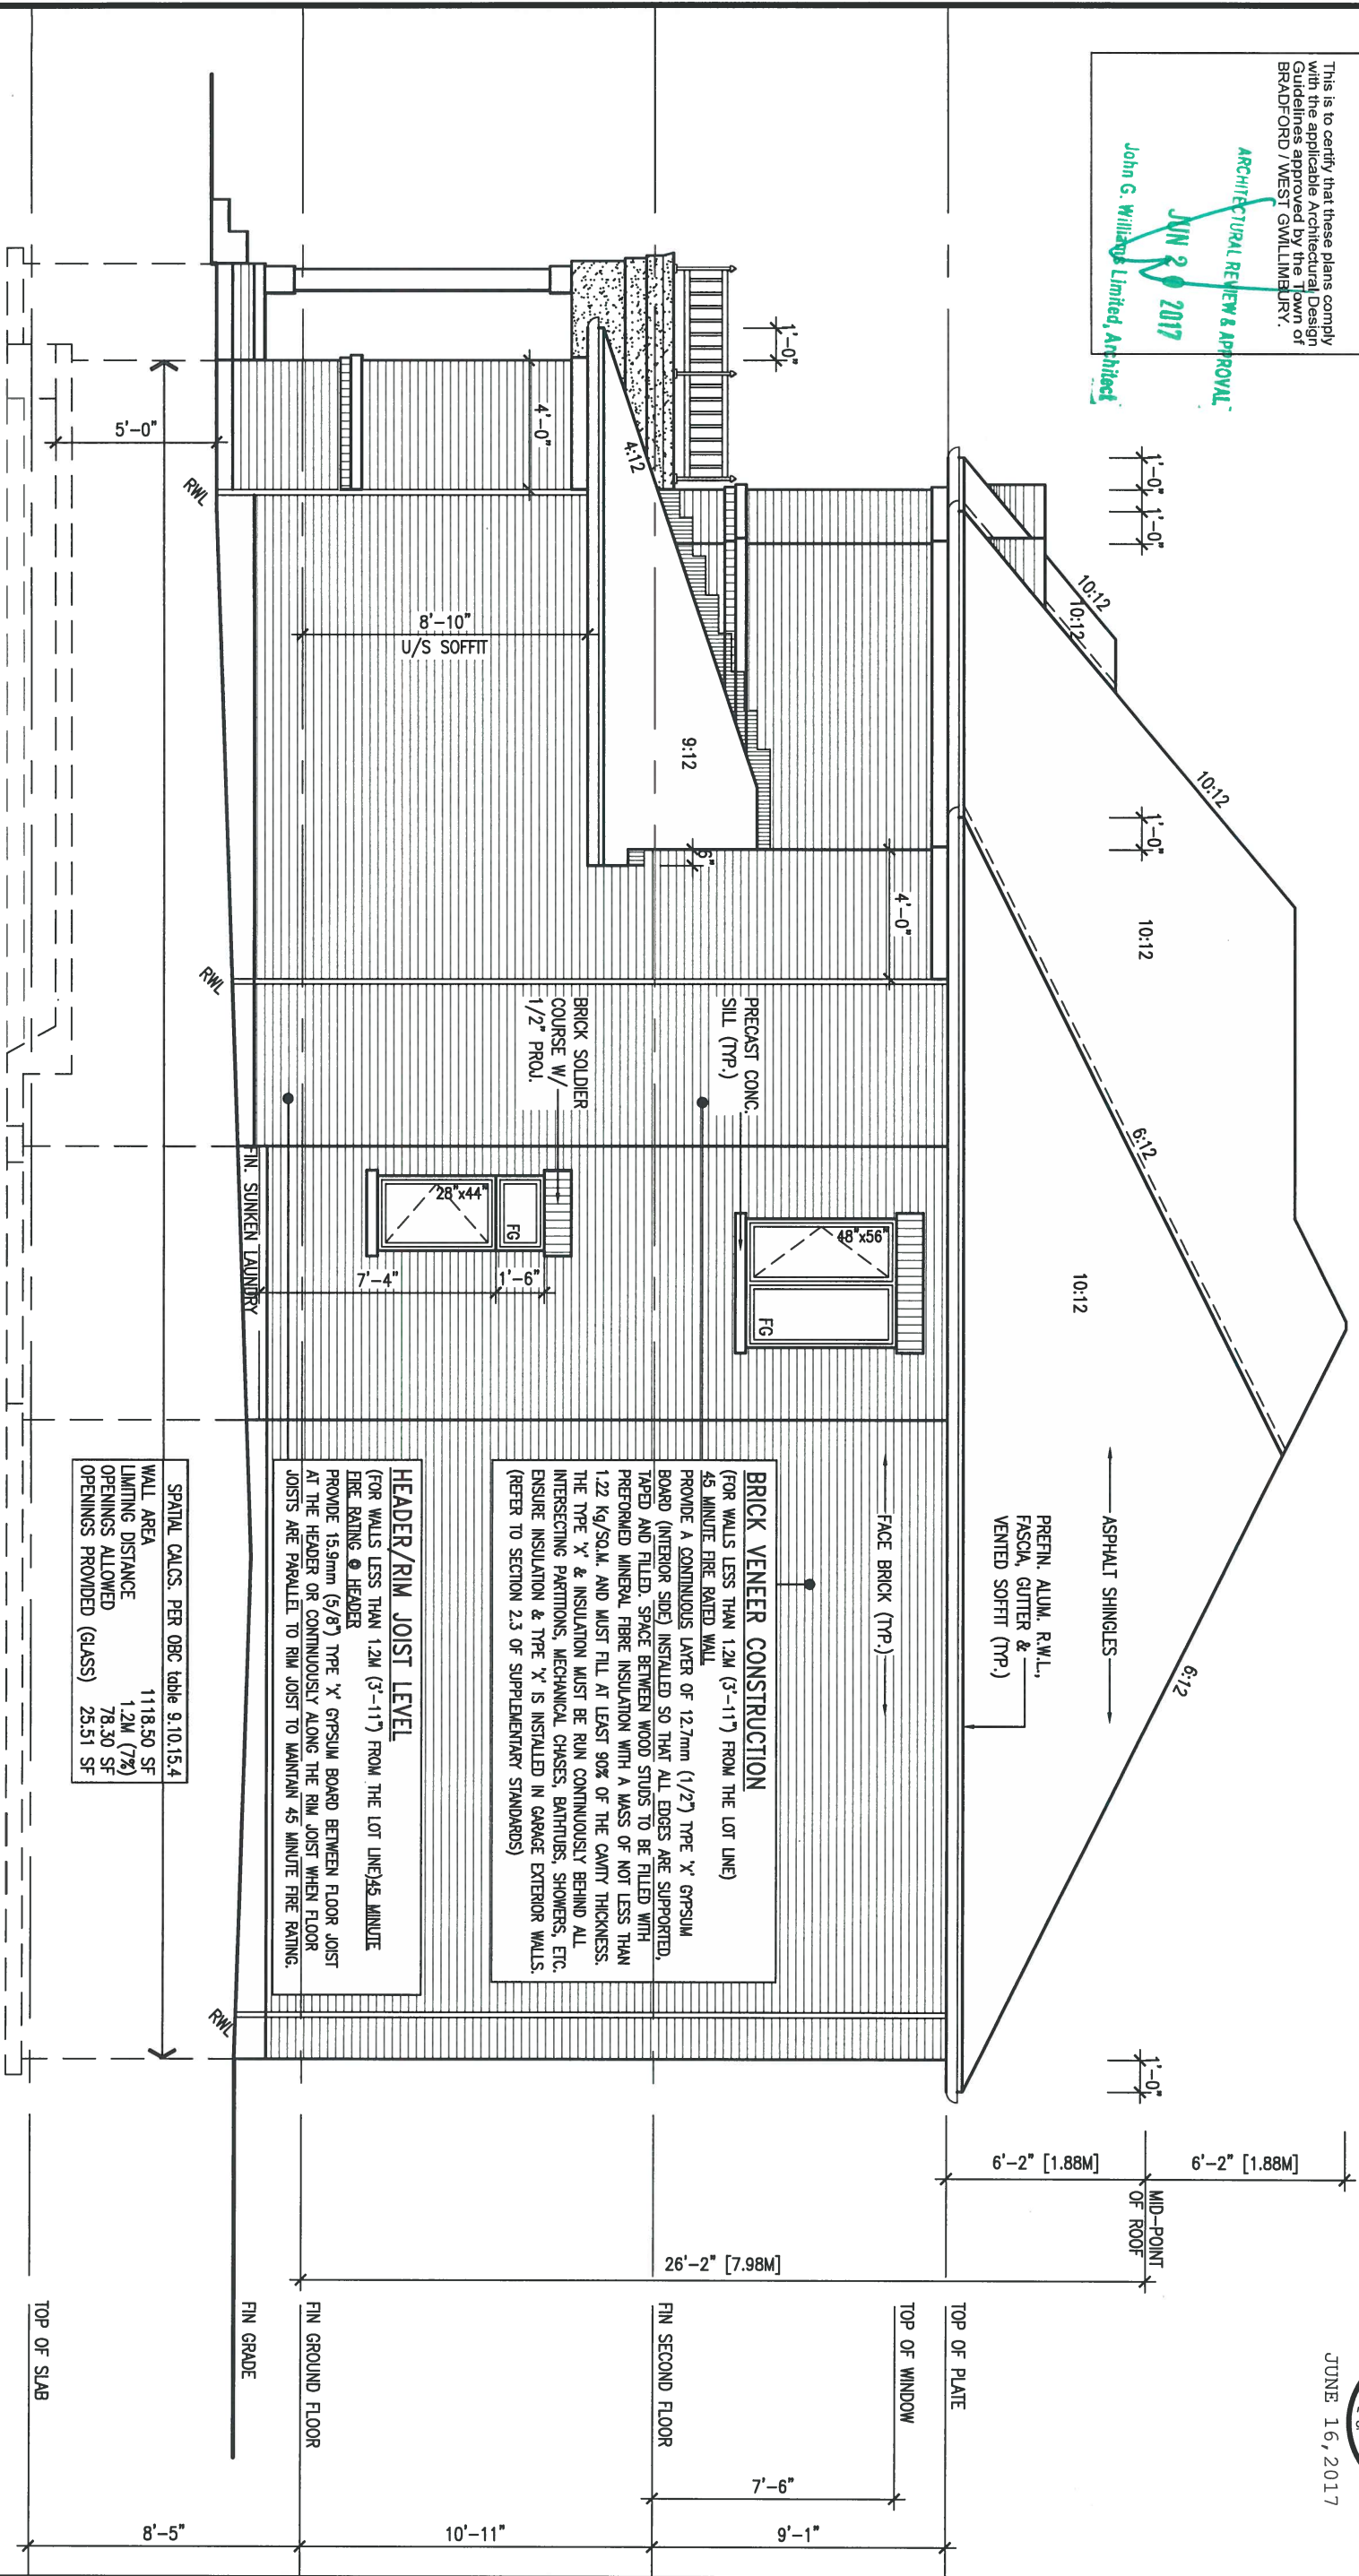 This is to certify that these plans comply
with the applicable Architectural Design
Guidelines approved by the Town of
BRADFORD / WEST GWILLIMBURY.
ARCHITECTURAL REVIEW & APPROVAL
JUN 20 2017
John G. Williams Limited, Architect
JUNE 16, 2017
1'-0"
1'-0"
10:12
10:12
10:12
1'-0"
10:12
6:12
10:12
ASPHALT SHINGLES
PREFIN. ALUM. R.W.L.,
FASCIA, GUTTER &
VENTED SOFFIT (TYP.)
6:12
1'-0"
6'-2" [1.88M]
6'-2" [1.88M]
MID-POINT
OF ROOF
26'-2" [7.98M]
1'-0"
4:12
4'-0"
9:12
6"
4'-0"
8'-10"
U/S SOFFIT
5'-0"
RWL
RWL
RWL
PRECAST CONC.
SILL (TYP.)
BRICK SOLDIER
COURSE W/
1/2" PROJ.
48"x56"
FG
28"x44"
FG
7'-4"
1'-6"
FIN. SUNKEN LAUNDRY
FACE BRICK (TYP.)
BRICK VENEER CONSTRUCTION
(FOR WALLS LESS THAN 1.2M (3'-11") FROM THE LOT LINE)
45 MINUTE FIRE RATED WALL
PROVIDE A CONTINUOUS LAYER OF 12.7mm (1/2") TYPE 'X' GYPSUM
BOARD (INTERIOR SIDE) INSTALLED SO THAT ALL EDGES ARE SUPPORTED,
TAPED AND FILLED. SPACE BETWEEN WOOD STUDS TO BE FILLED WITH
PREFORMED MINERAL FIBRE INSULATION WITH A MASS OF NOT LESS THAN
1.22 Kg/SQ.M. AND MUST FILL AT LEAST 90% OF THE CAVITY THICKNESS.
THE TYPE 'X' & INSULATION MUST BE RUN CONTINUOUSLY BEHIND ALL
INTERSECTING PARTITIONS, MECHANICAL CHASES, BATHTUBS, SHOWERS, ETC.
ENSURE INSULATION & TYPE 'X' IS INSTALLED IN GARAGE EXTERIOR WALLS.
(REFER TO SECTION 2.3 OF SUPPLEMENTARY STANDARDS)
HEADER/RIM JOIST LEVEL
(FOR WALLS LESS THAN 1.2M (3'-11") FROM THE LOT LINE)45 MINUTE
FIRE RATING @ HEADER
PROVIDE 15.9mm (5/8") TYPE 'X' GYPSUM BOARD BETWEEN FLOOR JOIST
AT THE HEADER OR CONTINUOUSLY ALONG THE RIM JOIST WHEN FLOOR
JOISTS ARE PARALLEL TO RIM JOIST TO MAINTAIN 45 MINUTE FIRE RATING.
SPATIAL CALCS. PER OBC table 9.10.15.4
WALL AREA 1118.50 SF
LIMITING DISTANCE 1.2M (7%)
OPENINGS ALLOWED 78.30 SF
OPENINGS PROVIDED (GLASS) 25.51 SF
TOP OF PLATE
TOP OF WINDOW
FIN SECOND FLOOR
FIN GROUND FLOOR
FIN GRADE
TOP OF SLAB
7'-6"
9'-1"
10'-11"
8'-5"